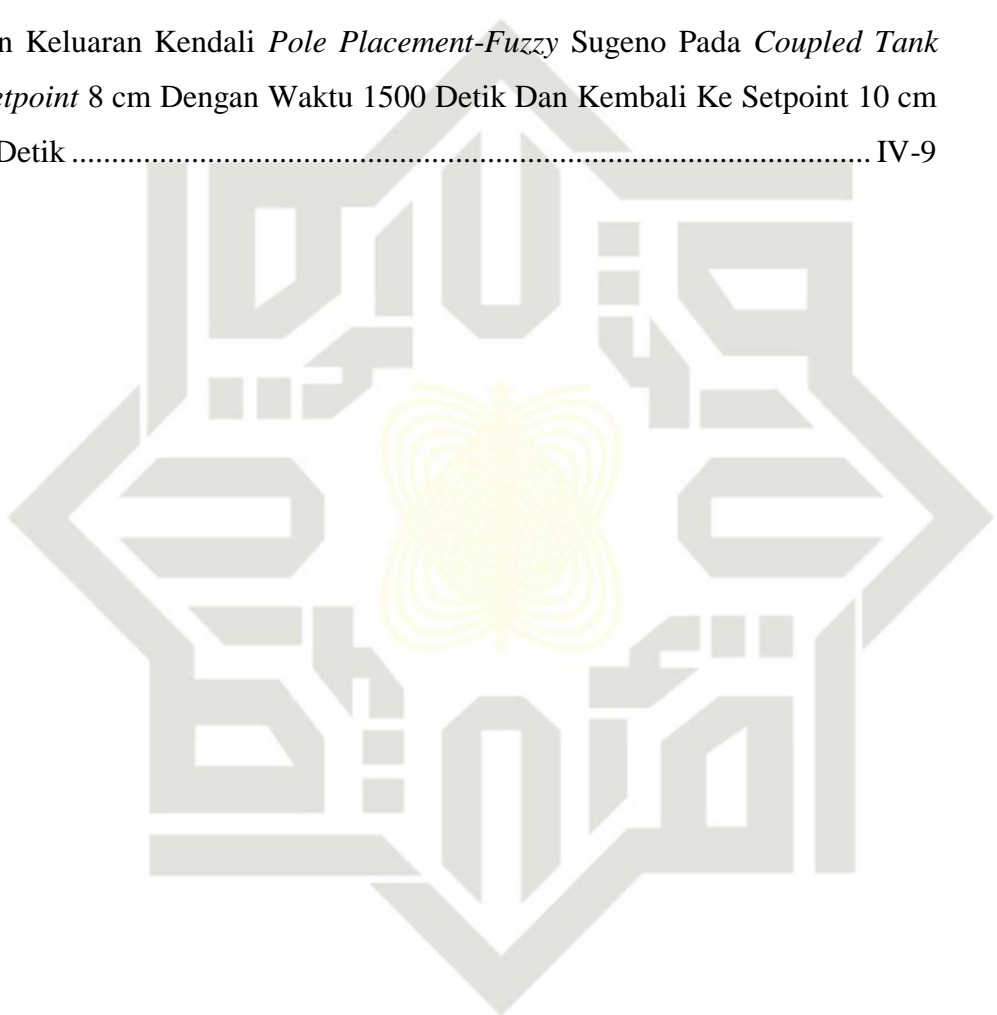 n Keluaran Kendali Pole Placement-Fuzzy Sugeno Pada Coupled Tank
etpoint 8 cm Dengan Waktu 1500 Detik Dan Kembali Ke Setpoint 10 cm
Detik .................................................................................................. IV-9